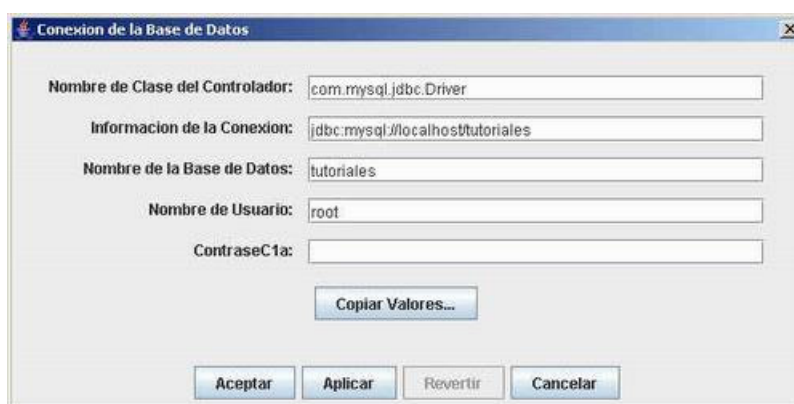 Conexion de la Base de Datos
Nombre de Clase del Controlador: com.mysql.jdbc.Driver
Informacion de la Conexion: jdbc:mysql://localhost/tutoriales
Nombre de la Base de Datos: tutoriales
Nombre de Usuario: root
ContraseC1a:
Copiar Valores...
Aceptar Aplicar Revertir Cancelar